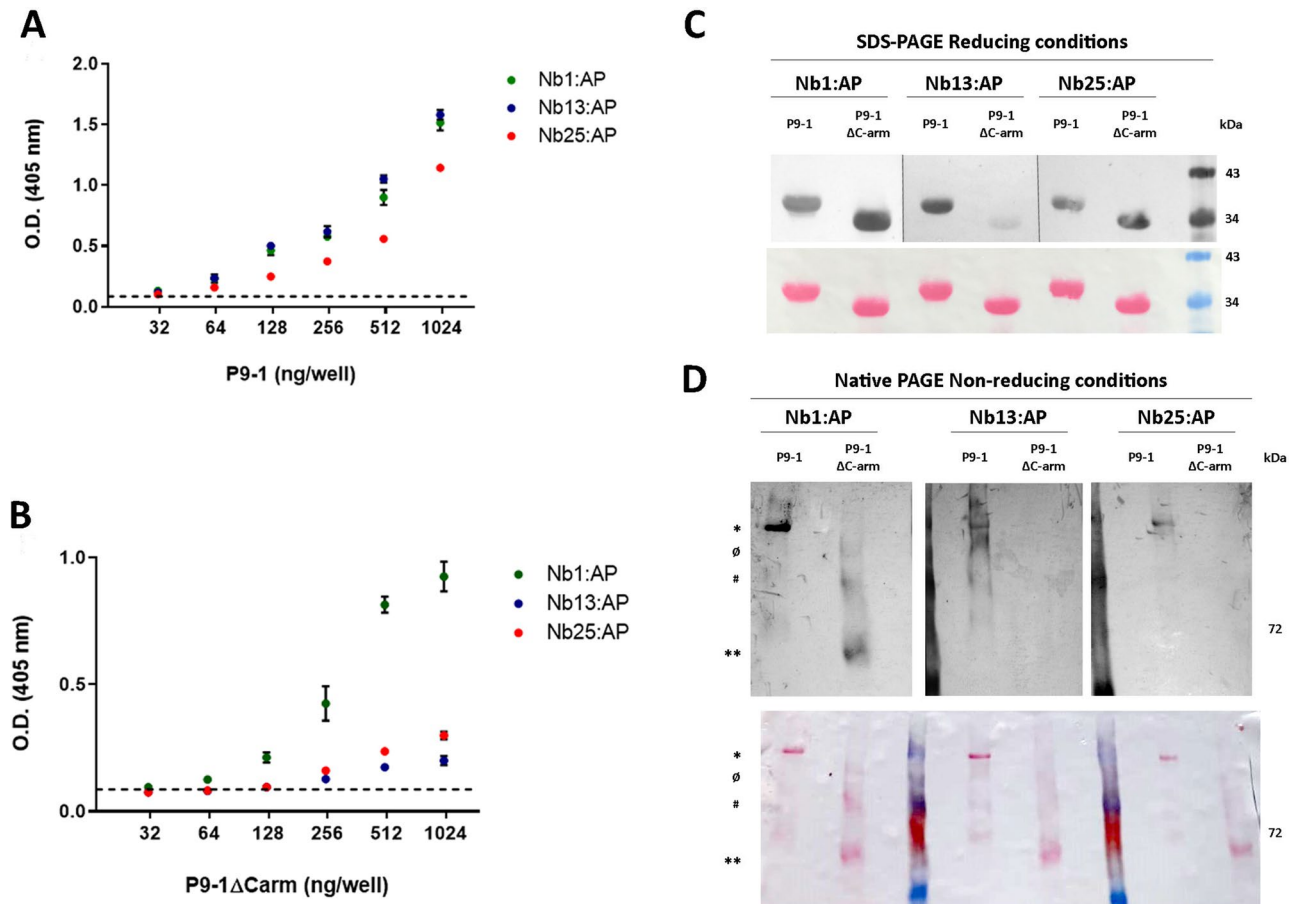 A
2.0
1.5
1.0
0.5
0.0
O.D. (405 nm)
32 64 128 256 512 1024
P9-1 (ng/well)
Nb1:AP
Nb13:AP
Nb25:AP
B
1.0
0.5
0.0
O.D. (405 nm)
32 64 128 256 512 1024
P9-1ΔCarm (ng/well)
Nb1:AP
Nb13:AP
Nb25:AP
C
SDS-PAGE Reducing conditions
Nb1:AP Nb13:AP Nb25:AP
P9-1 P9-1 P9-1 P9-1 P9-1 P9-1
ΔC-arm ΔC-arm ΔC-arm
kDa
43
34
43
34
D
Native PAGE Non-reducing conditions
Nb1:AP Nb13:AP Nb25:AP
P9-1 P9-1 P9-1 P9-1 P9-1 P9-1
ΔC-arm ΔC-arm ΔC-arm
kDa
*
ø
#
72
**
*
ø
#
72
**